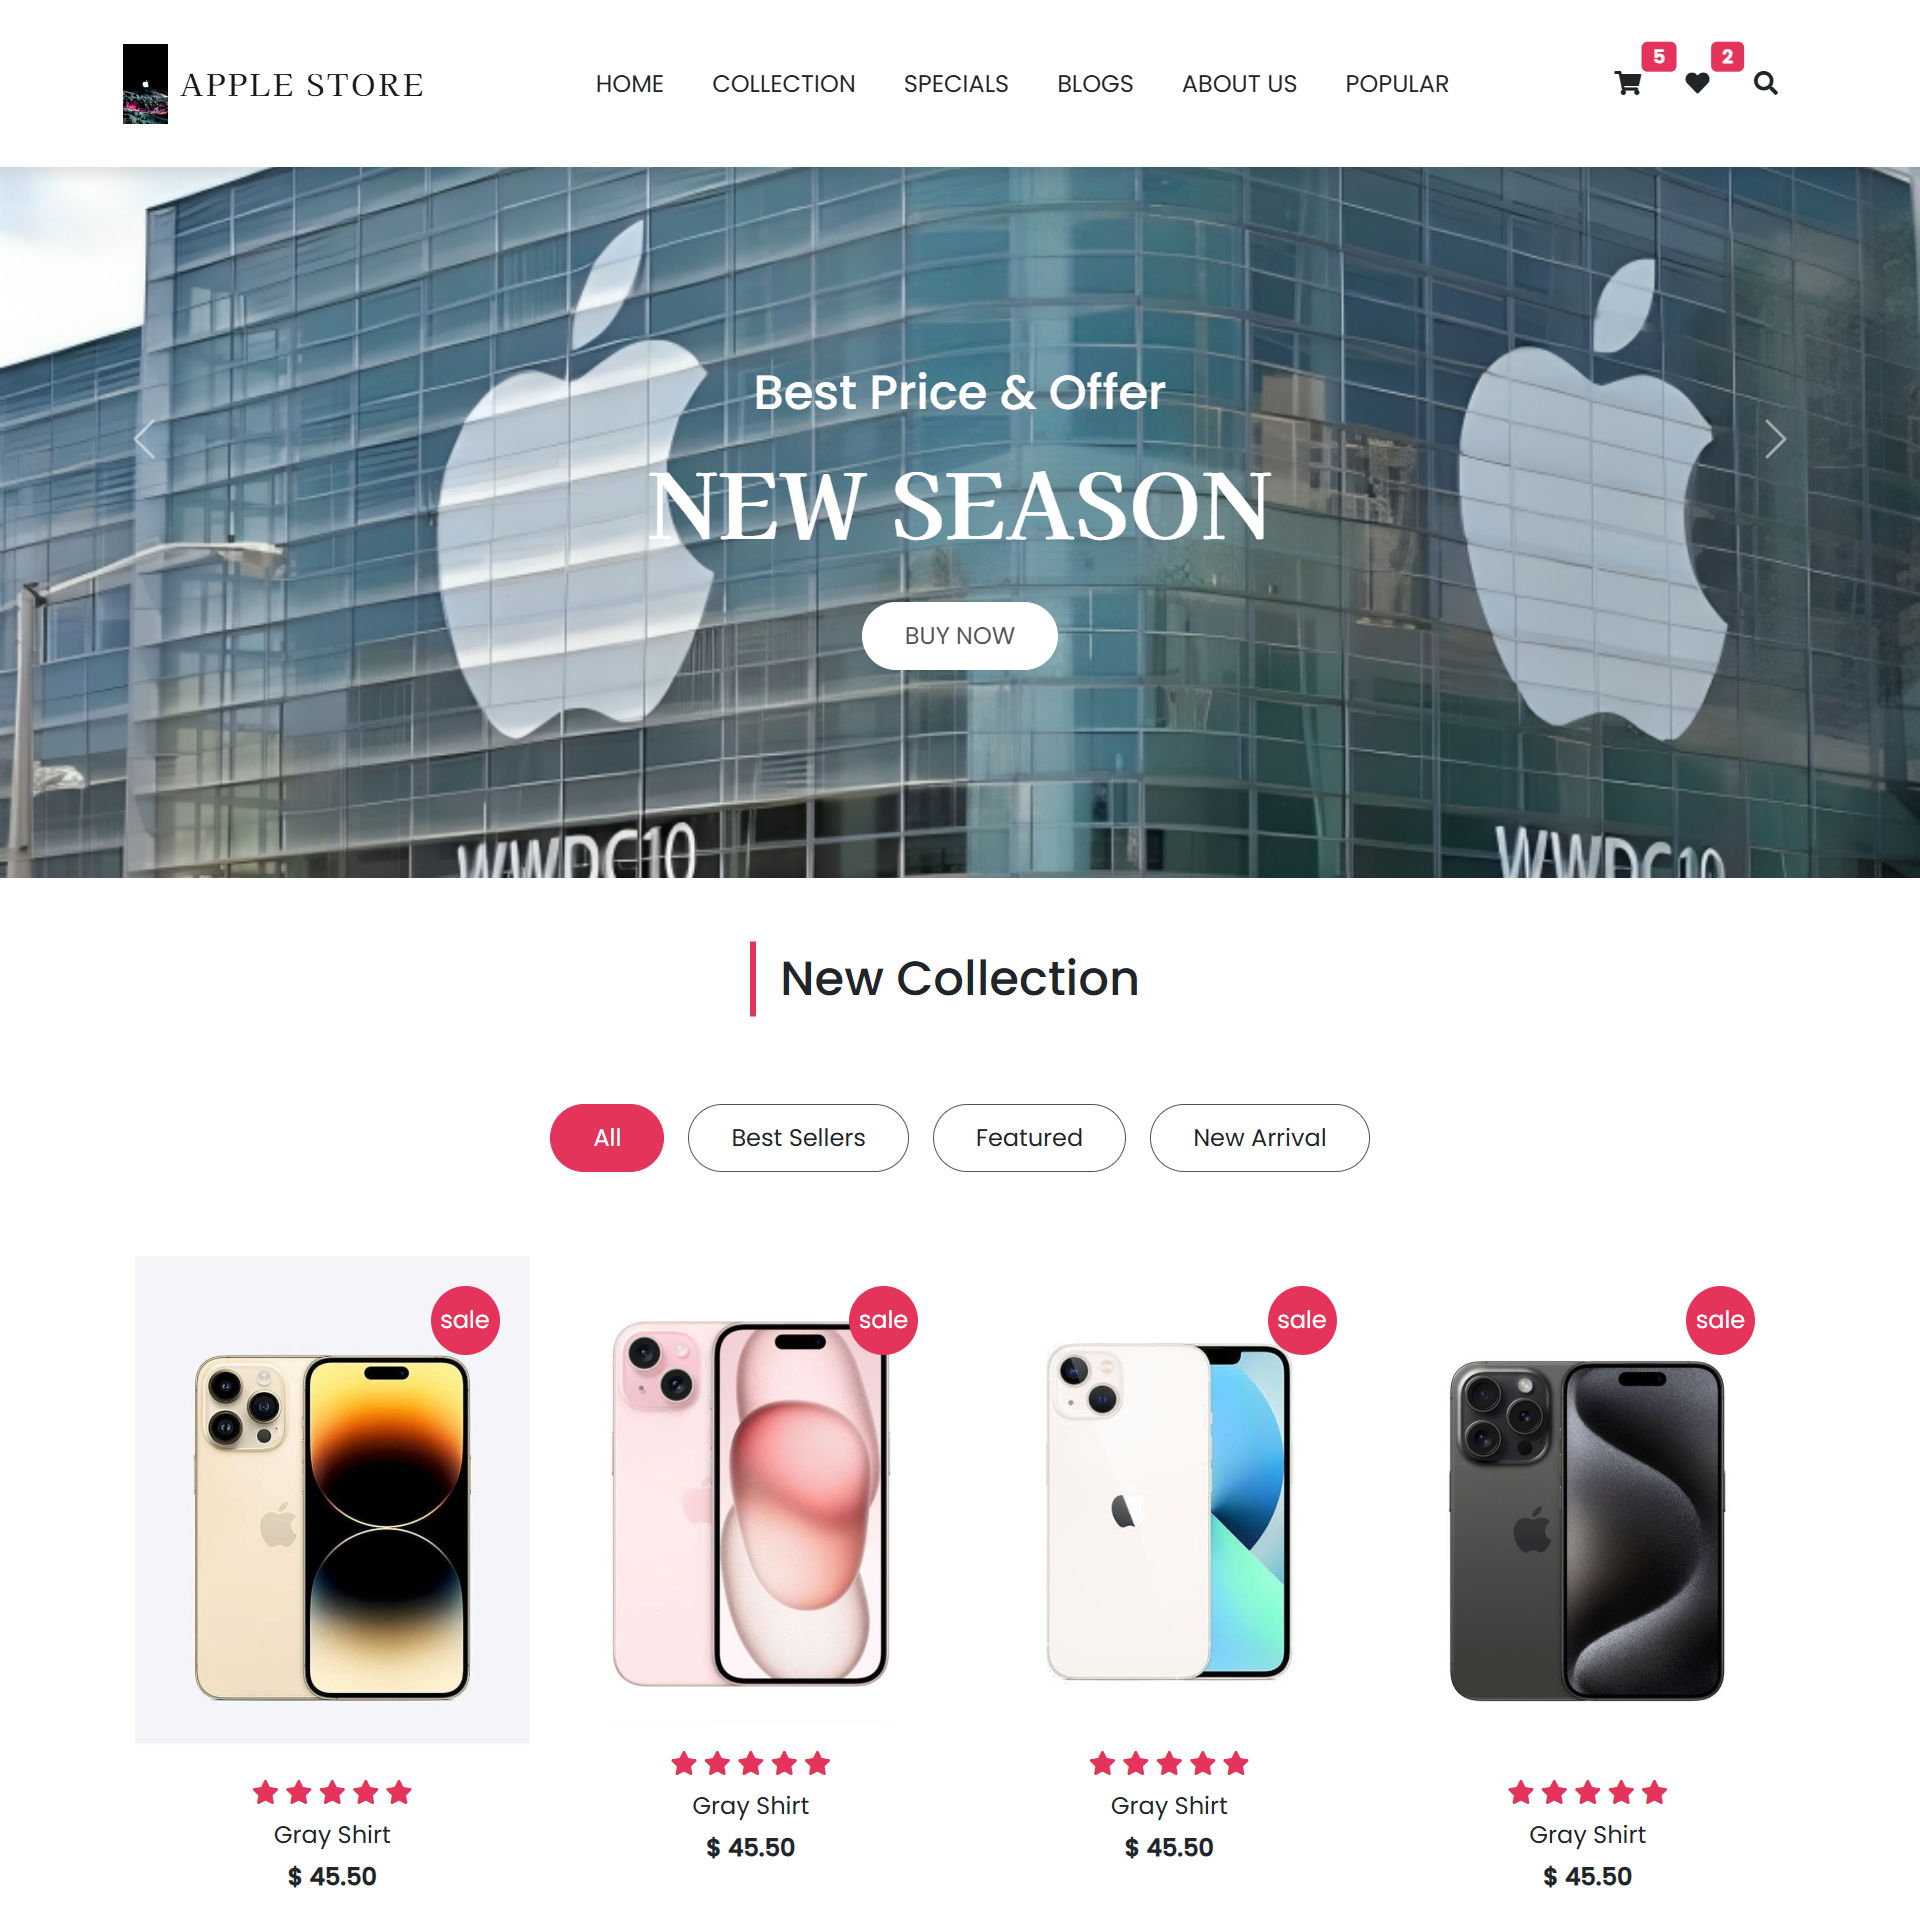 APPLE STORE
HOME
COLLECTION
SPECIALS
BLOGS
ABOUT US
POPULAR
5
2
Best Price & Offer
NEW SEASON
BUY NOW
WWDC10
WWDC10
New Collection
All
Best Sellers
Featured
New Arrival
sale
sale
sale
sale
Gray Shirt
$ 45.50
Gray Shirt
$ 45.50
Gray Shirt
$ 45.50
Gray Shirt
$ 45.50